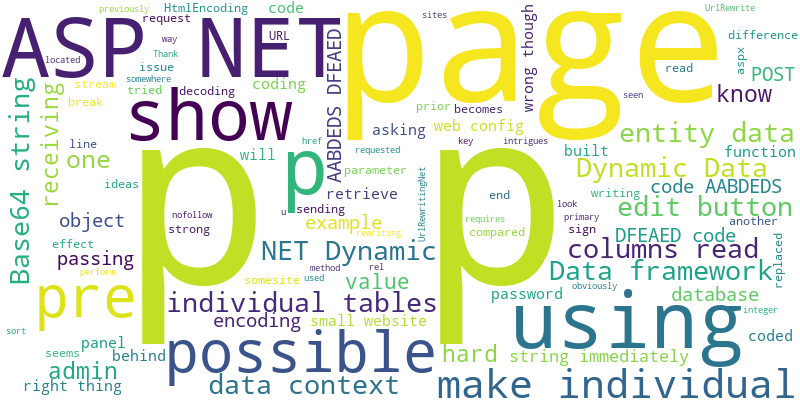 previously
HtmlEncoding
code
sites
UrlRewrite
request
ASP NET
page
difference
way
URL
located
Thank
issue
somewhere
show
aspx
read
wrong though
decoding
coding
POST
stream
tried
seen
know
break
prior
becomes
receiving
Base64 string
AABDEDS DFEAED
asking
web config
entity data
line
key
intrigues
one
p
will
p
p
href
requested
built
function
ideas
parameter
Dynamic Data
retrieve
code AABDEDS
writing
end
look
primary
object
nofollow
u
sending
edit button
effect
strong
example
UrlRewritingNet
requires
sign
another
rewriting
compared
DFEAED code
passing
NET Dynamic
columns read
replaced
method
rel
Data framework
perform
somesite
used
value
obviously
pre
individual tables
using
password
database
integer
encoding
small website
coded
sort
panel
seems
behind
possible
hard
string immediately
admin
right thing
data context
make individual